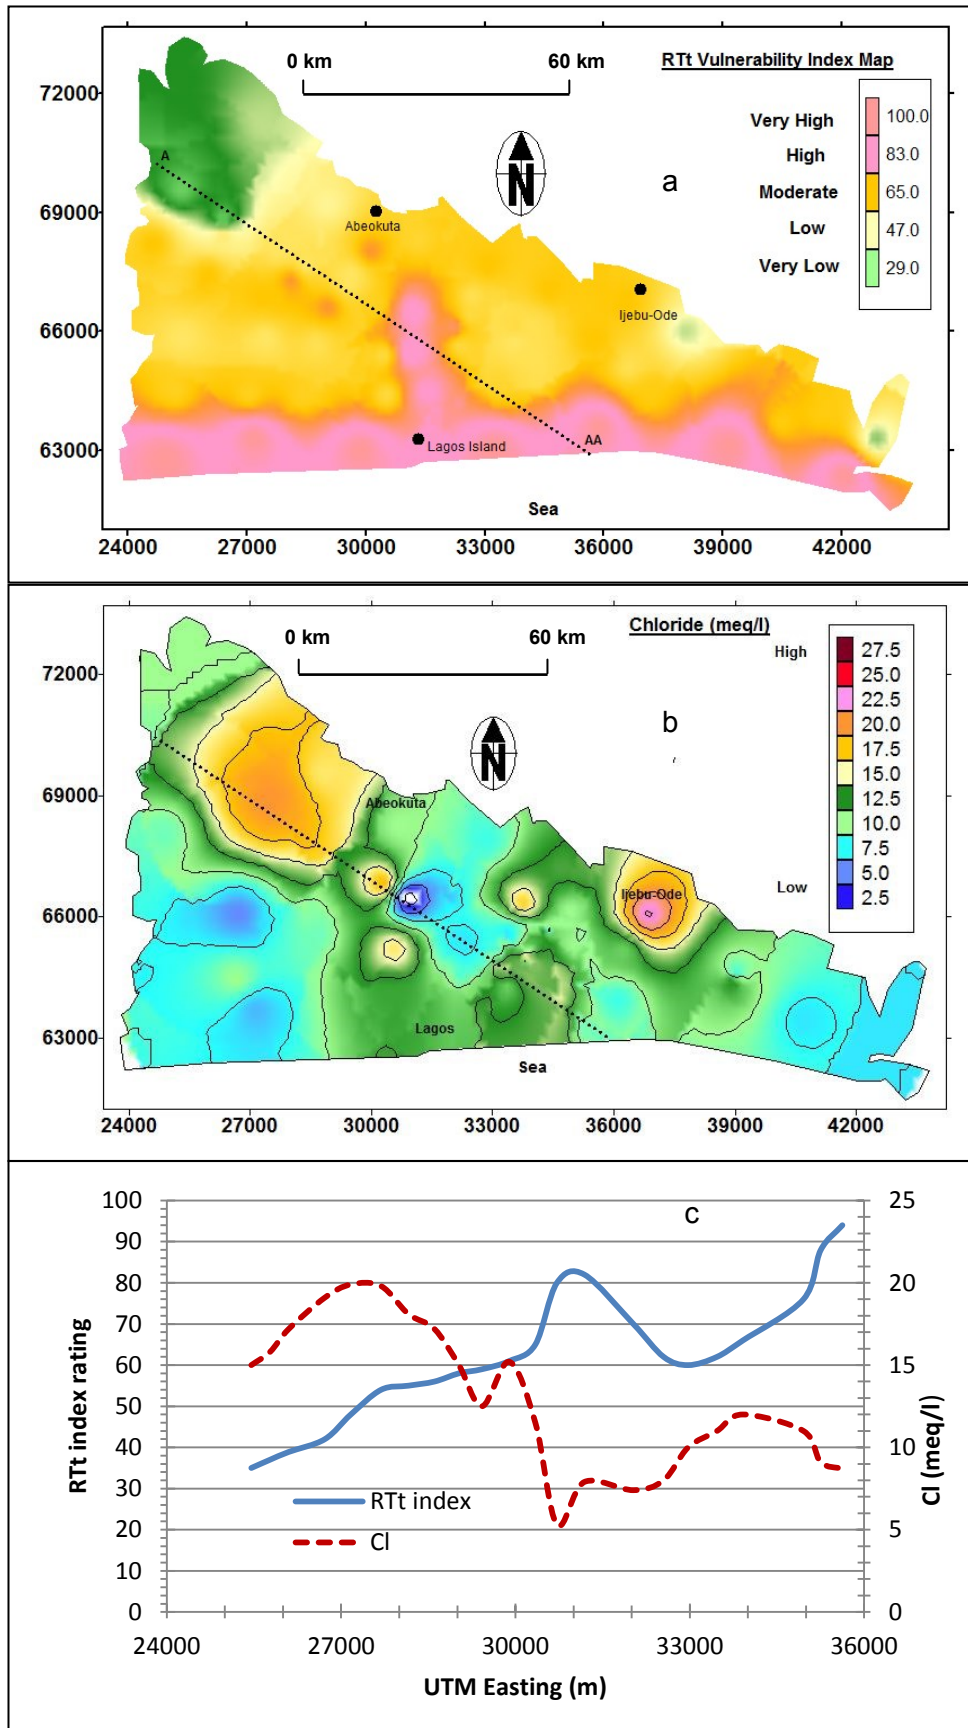 0 km 60 km
RTt Vulnerability Index Map
72000
Very High 100.0
High 83.0
a
Moderate 65.0
Low 47.0
Very Low 29.0
N
A
69000
Abeokuta
Ijebu-Ode
66000
63000
Lagos Island
AA
Sea
24000 27000 30000 33000 36000 39000 42000
0 km 60 km
Chloride (meq/l)
High
27.5
25.0
22.5
20.0
17.5
15.0
12.5
10.0
7.5
5.0
2.5
Low
b
N
72000
69000
Abeokuta
66000
Ijebu-Ode
63000
Lagos
Sea
24000 27000 30000 33000 36000 39000 42000
c
RTt index rating
100
90
80
70
60
50
40
30
20
10
0
RTt index
Cl
25
20
15
10
5
0
Cl (meq/l)
24000 27000 30000 33000 36000
UTM Easting (m)